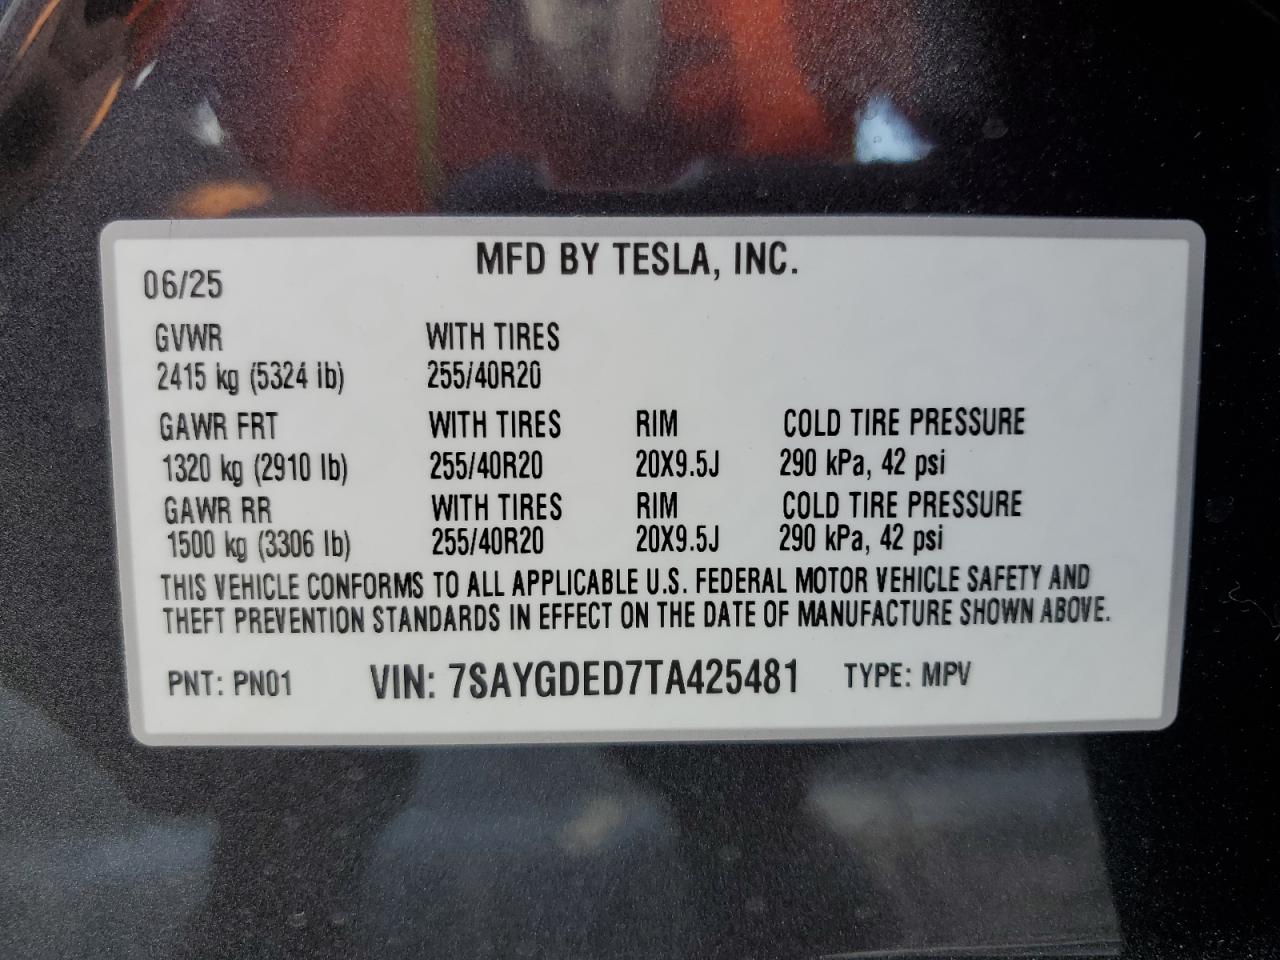 MFD BY TESLA, INC.
06/25
GVWR WITH TIRES
2415 kg (5324 lb) 255/40R20
GAWR FRT WITH TIRES RIM COLD TIRE PRESSURE
1320 kg (2910 lb) 255/40R20 20X9.5J 290 kPa, 42 psi
GAWR RR WITH TIRES RIM COLD TIRE PRESSURE
1500 kg (3306 lb) 255/40R20 20X9.5J 290 kPa, 42 psi
THIS VEHICLE CONFORMS TO ALL APPLICABLE U.S. FEDERAL MOTOR VEHICLE SAFETY AND
THEFT PREVENTION STANDARDS IN EFFECT ON THE DATE OF MANUFACTURE SHOWN ABOVE.
PNT: PN01 VIN: 7SAYGDED7TA425481 TYPE: MPV